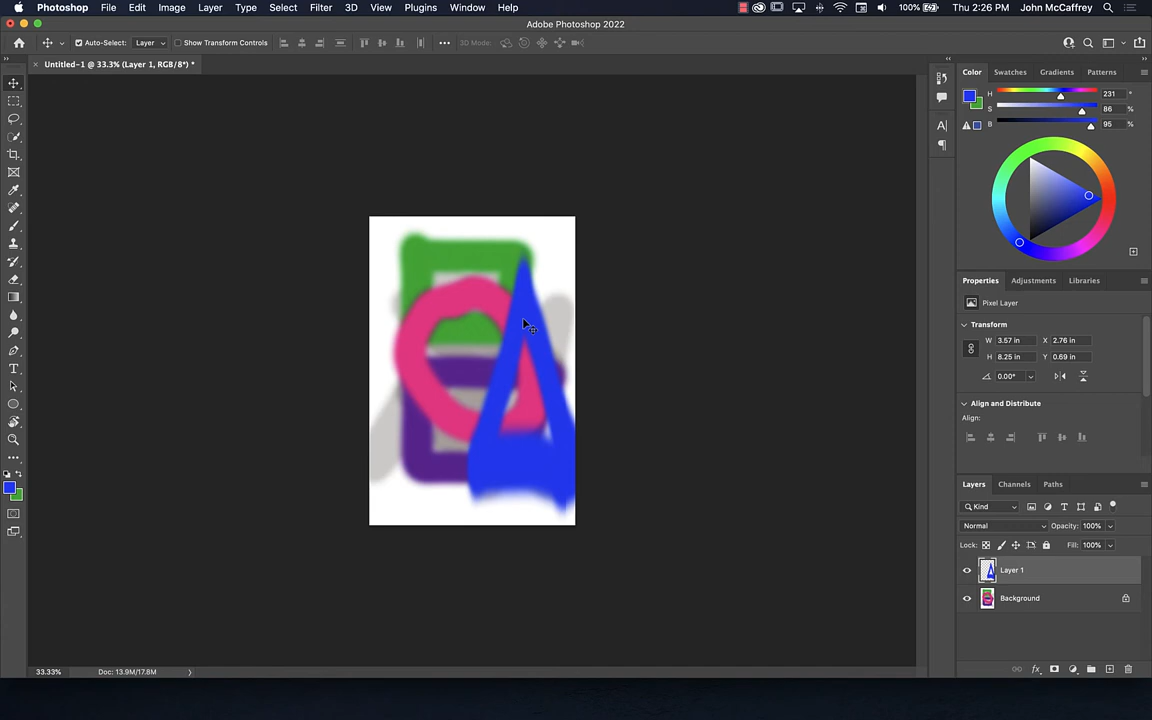 Photoshop File Edit Image Layer Type Select Filter 3D View Plugins Window Help 100% Thu 2:26 PM John McCaffrey
Adobe Photoshop 2022
Auto-Select: Layer Show Transform Controls 3D Mode:
Untitled-1 @ 33.3% (Layer 1, RGB/8*) *
Color Swatches Gradients Patterns
H 231 °
S 86 %
B 95 %
Properties Adjustments Libraries
Pixel Layer
Transform
W 3.57 in X 2.76 in
H 8.25 in Y 0.69 in
0.00°
Align and Distribute
Align:
Layers Channels Paths
Kind
Normal Opacity: 100%
Lock: Fill: 100%
Layer 1
Background
33.33% Doc: 13.9M/17.8M